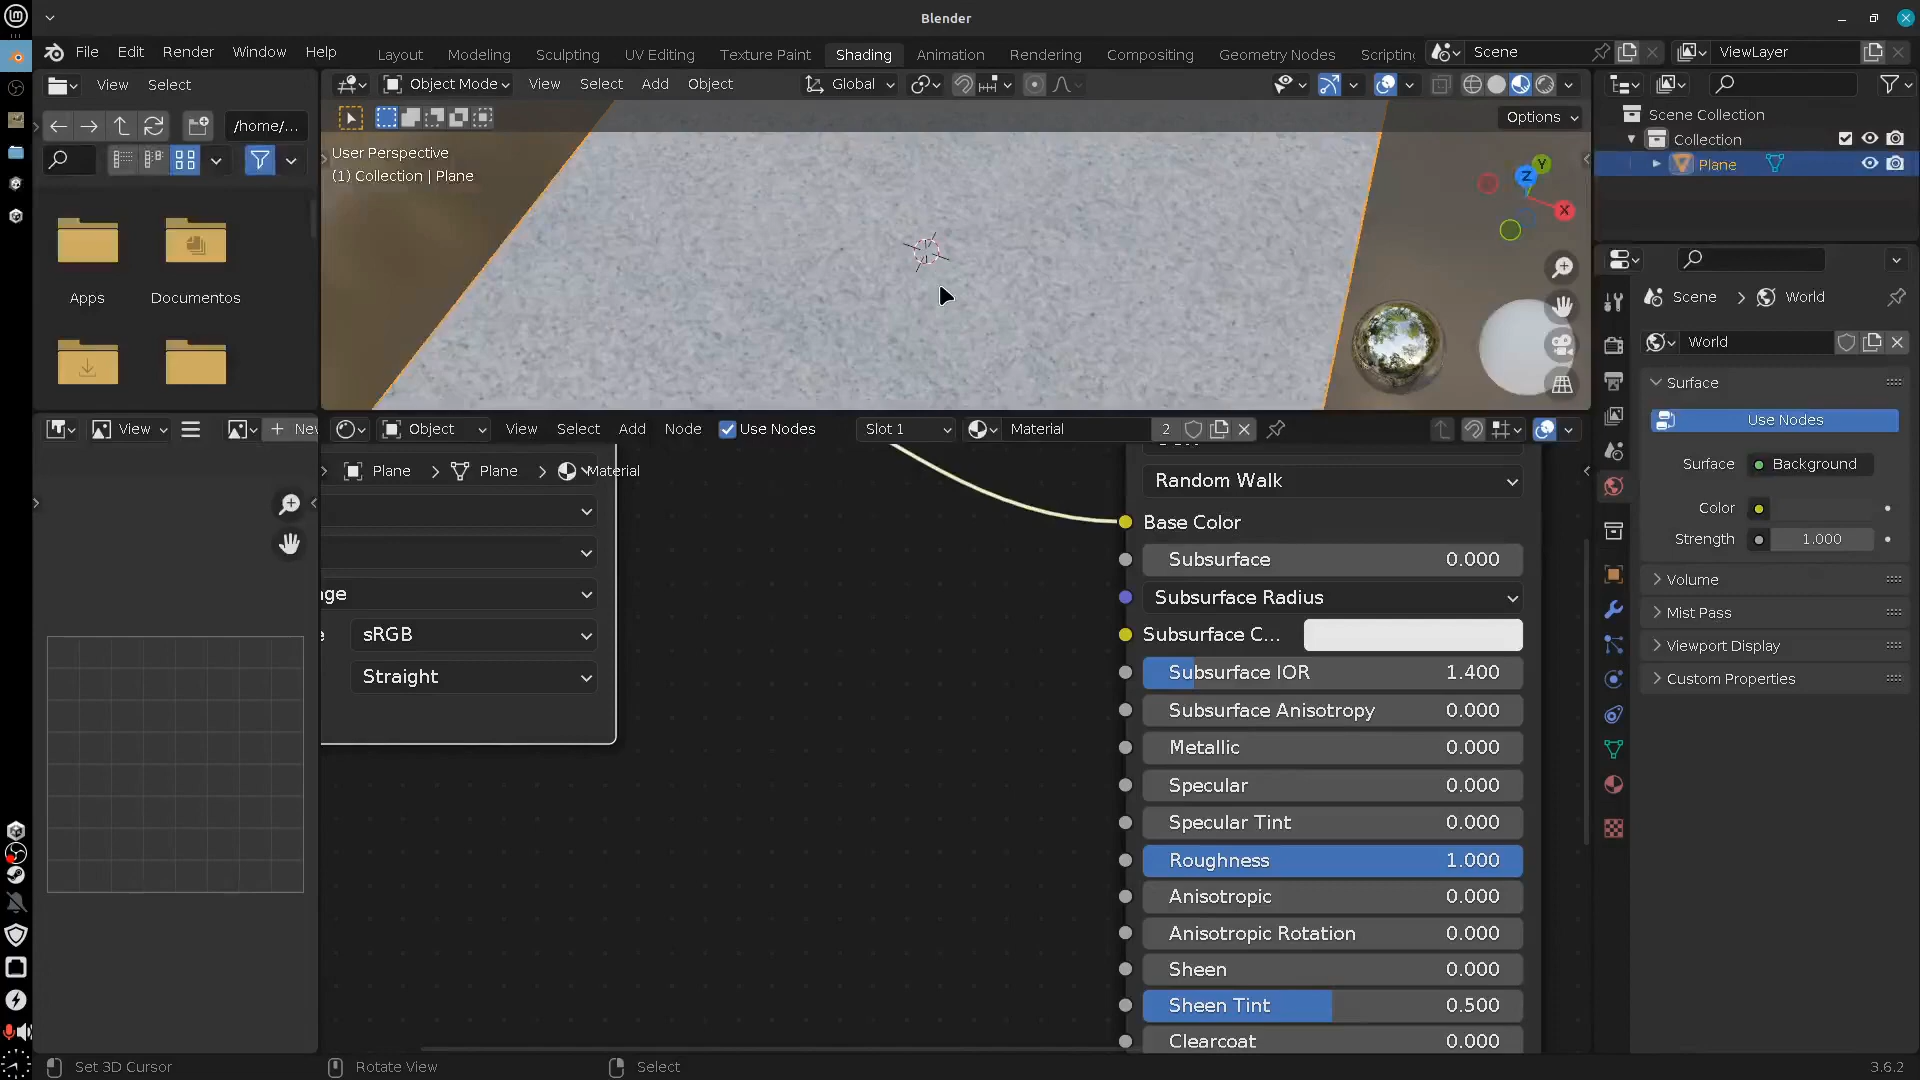 Blender
File Edit Render Window Help
Layout Modeling Sculpting UV Editing Texture Paint Shading Animation Rendering Compositing Geometry Nodes Scripting
Scene
ViewLayer
View Select
Object Mode View Select Add Object
Global
/home/...
Options
User Perspective
(1) Collection | Plane
Z
Y
X
Scene Collection
Collection
Plane
Apps
Documentos
Scene > World
World
Surface
Use Nodes
Surface Background
Color
Strength 1.000
Volume
Mist Pass
Viewport Display
Custom Properties
View
+ New
Object View Select Add Node Use Nodes Slot 1 Material 2
Plane > Plane > Material
ge
sRGB
Straight
Random Walk
Base Color
Subsurface 0.000
Subsurface Radius
Subsurface C...
Subsurface IOR 1.400
Subsurface Anisotropy 0.000
Metallic 0.000
Specular 0.000
Specular Tint 0.000
Roughness 1.000
Anisotropic 0.000
Anisotropic Rotation 0.000
Sheen 0.000
Sheen Tint 0.500
Clearcoat 0.000
Set 3D Cursor
Rotate View
Select
3.6.2